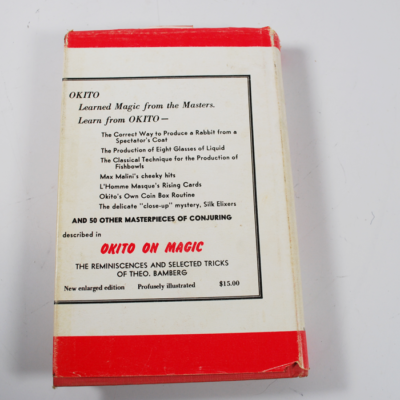 OKITO
Learned Magic from the Masters.
Learn from OKITO—
The Correct Way to Produce a Rabbit from a
Spectator's Coat
The Production of Eight Glasses of Liquid
The Classical Technique for the Production of
Fishbowls
Max Malini's cheeky hits
L'Homme Masque's Rising Cards
Okito's Own Coin Box Routine
The delicate "close-up" mystery, Silk Elixers
AND 50 OTHER MASTERPIECES OF CONJURING
described in
OKITO ON MAGIC
THE REMINISCENCES AND SELECTED TRICKS
OF THEO. BAMBERG
New enlarged edition Profusely illustrated $15.00